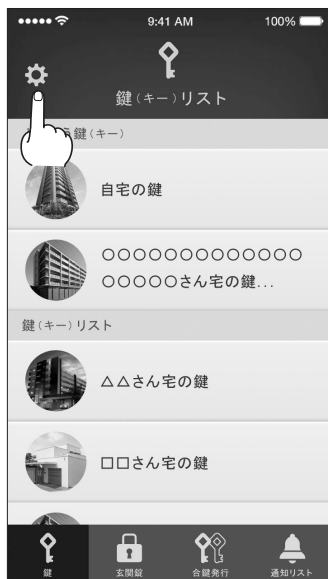 9:41 AM
100%
鍵(キー)リスト
鍵(キー)
自宅の鍵
○○○○○○○○○○○○○
○○○○○さん宅の鍵...
鍵(キー)リスト
△△さん宅の鍵
□□さん宅の鍵
鍵
玄関錠
合鍵発行
通知リスト